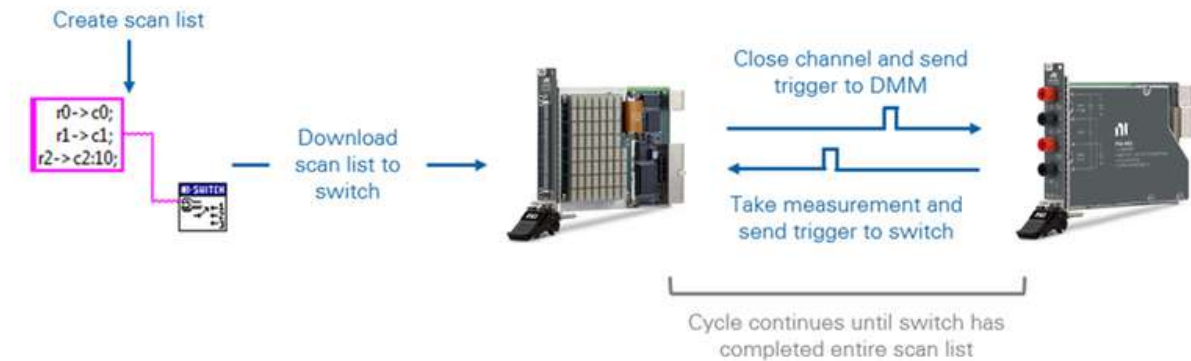 Create scan list
r0->c0;
r1->c1;
r2->c2:10;
NI-SWITCH
Download
scan list to
switch
Close channel and send
trigger to DMM
Take measurement and
send trigger to switch
Cycle continues until switch has
completed entire scan list